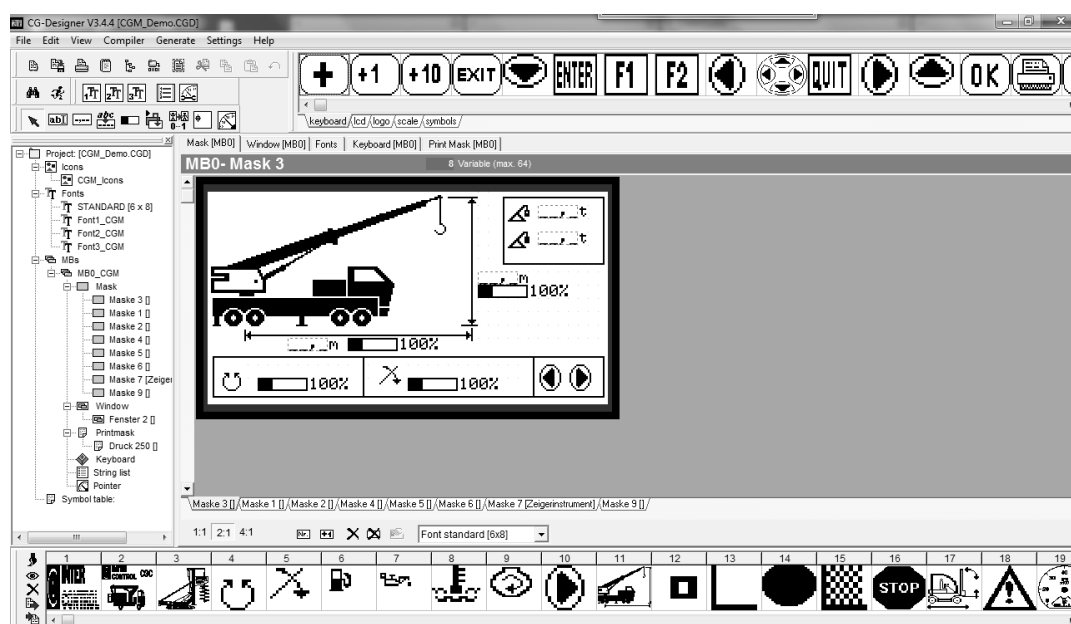 CG-Designer V3.4.4 [CGM_Demo.CGD]
File Edit View Compiler Generate Settings Help
+1 +10 EXIT ENTER F1 F2 QUIT OK
keyboard lcd logo scale symbols
Mask [MB0] Window [MB0] Fonts Keyboard [MB0] Print Mask [MB0]
MB0- Mask 3
8 Variable (max. 64)
Project: [CGM_Demo.CGD]
Icons
CGM_Icons
Fonts
STANDARD [6 x 8]
Font1_CGM
Font2_CGM
Font3_CGM
MBs
MB0_CGM
Mask
Maske 3 []
Maske 1 []
Maske 2 []
Maske 4 []
Maske 5 []
Maske 6 []
Maske 7 [Zeiger
Maske 9 []
Window
Fenster 2 []
Printmask
Druck 250 []
Keyboard
String list
Pointer
Symbol table:
t
t
m
100%
m 100%
100% 100%
Maske 3 [] Maske 1 [] Maske 2 [] Maske 4 [] Maske 5 [] Maske 6 [] Maske 7 [Zeigerinstrument] Maske 9 []
1:1 2:1 4:1 Font standard [6x8]
1 2 3 4 5 6 7 8 9 10 11 12 13 14 15 16 17 18 19
INTER CONTROL CGC STOP